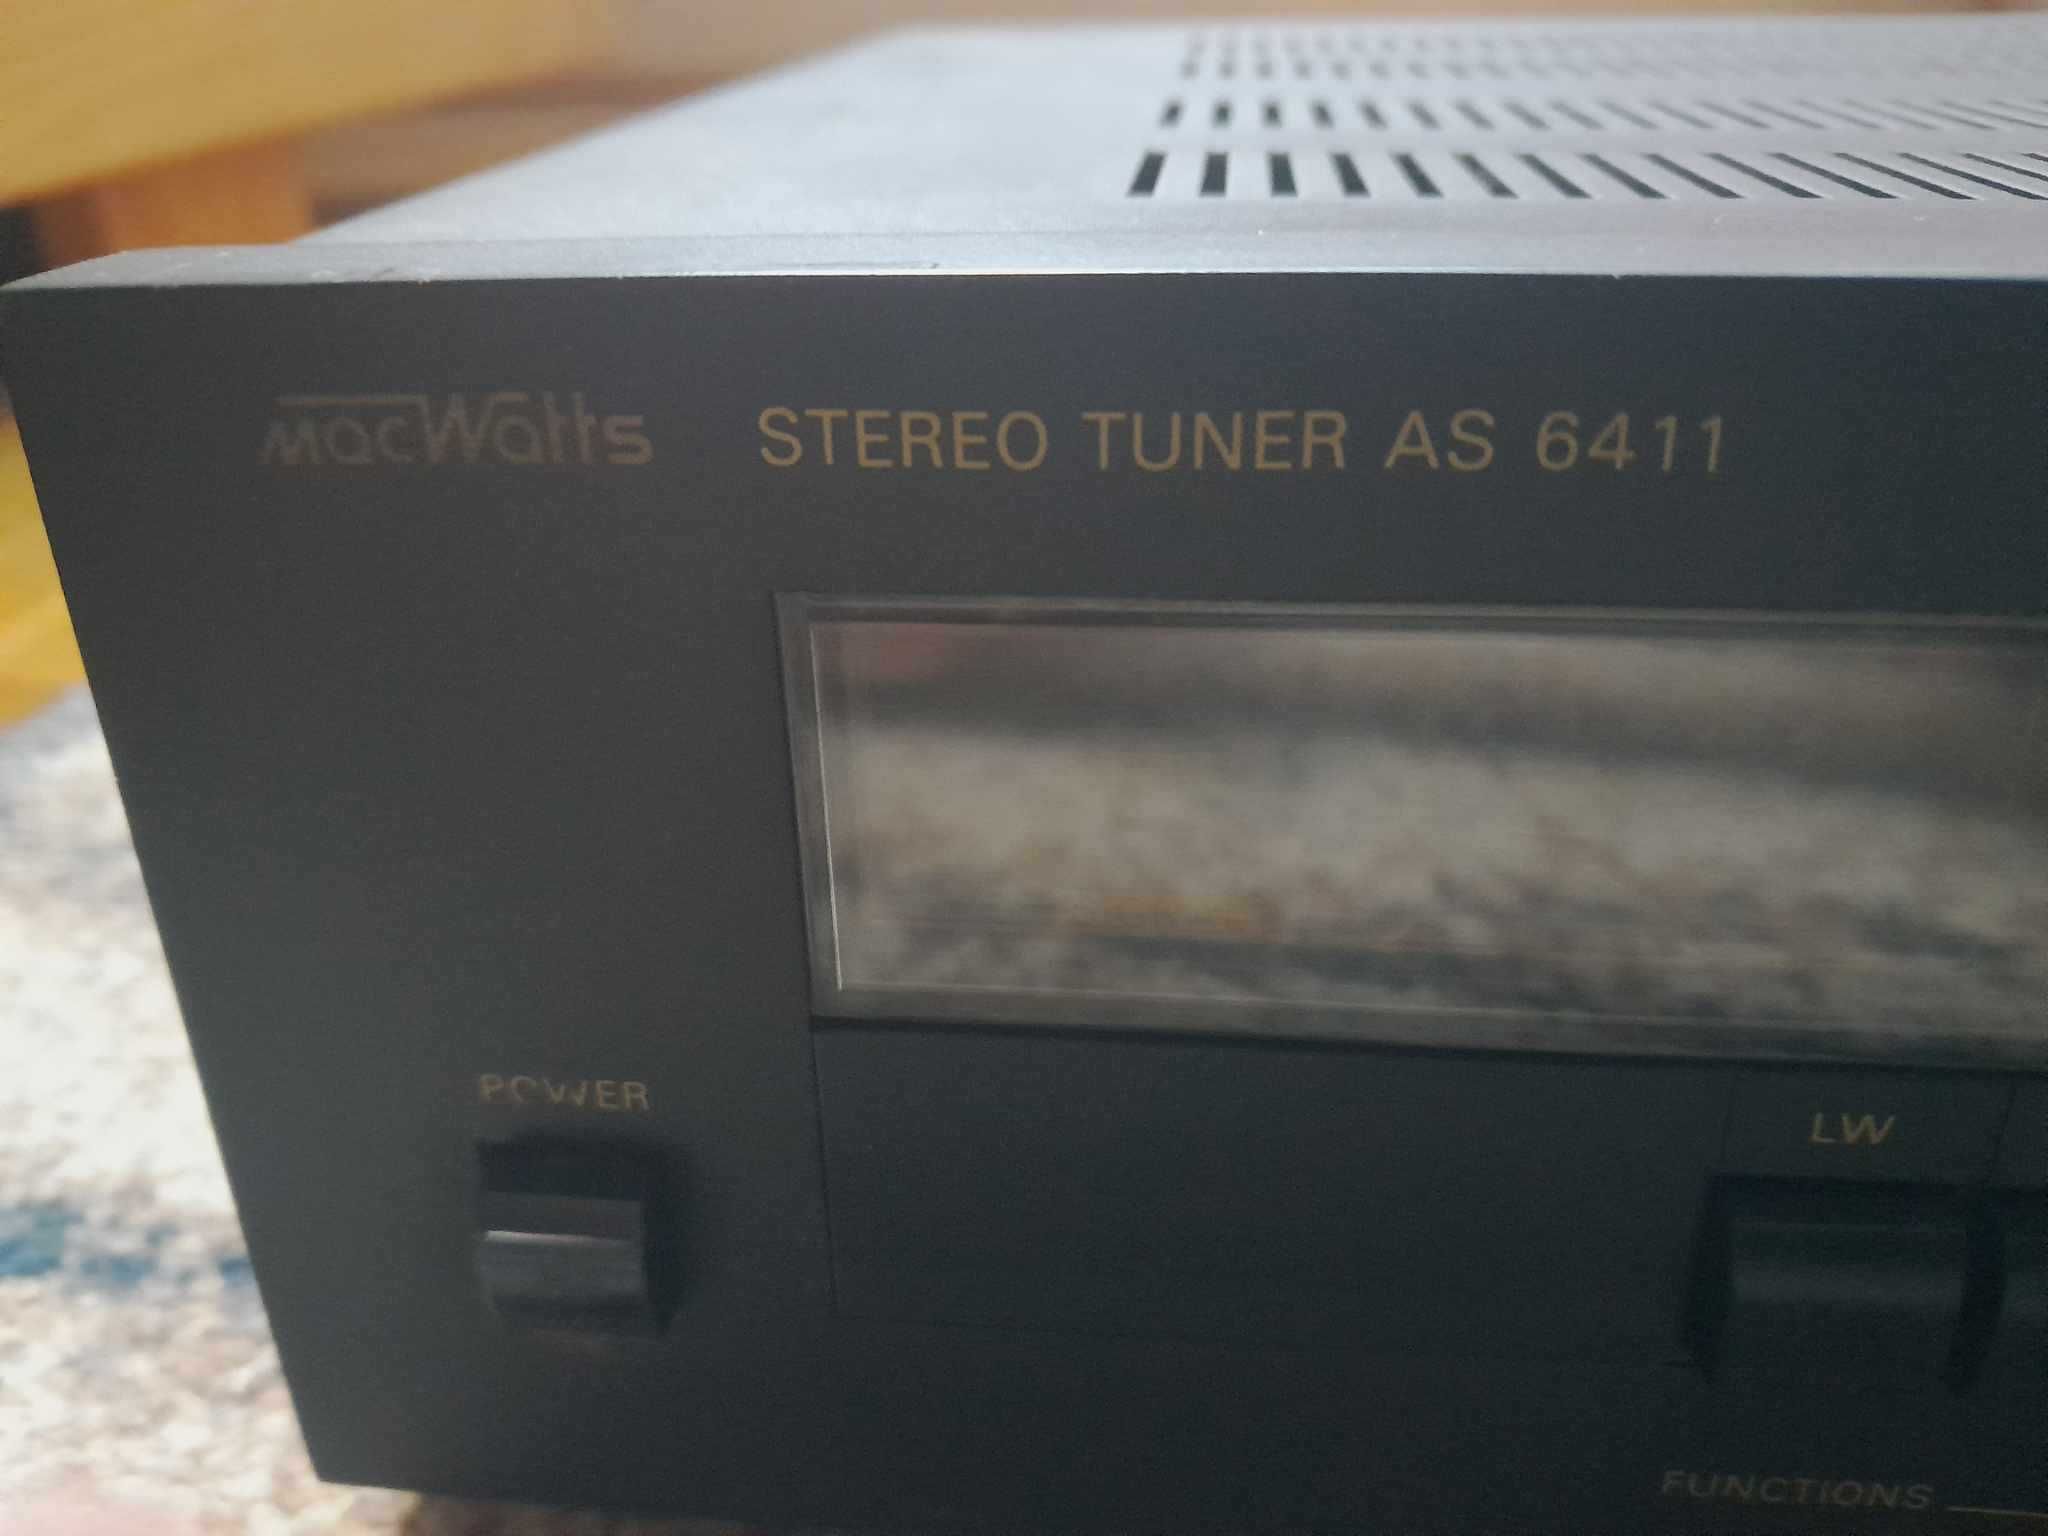 MacWatts STEREO TUNER AS 6411
POWER
LW
FUNCTIONS